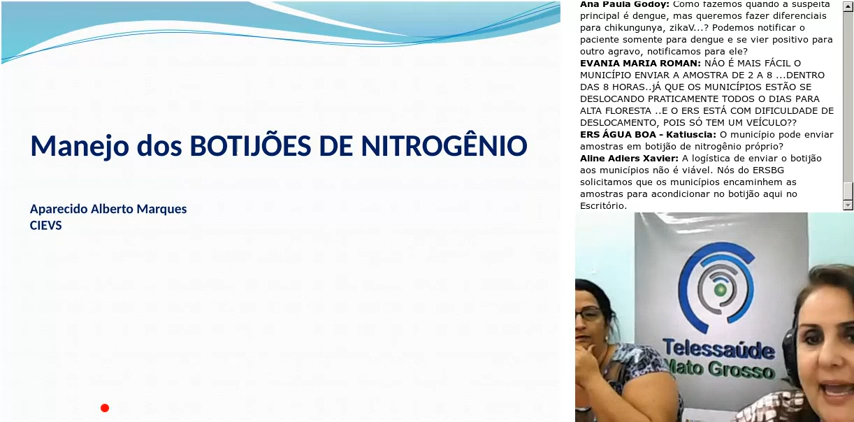 Manejo dos BOTIJÕES DE NITROGÊNIO
Aparecido Alberto Marques
CIEVS
Ana Paula Godoy: Como fazemos quando a suspeita
principal é dengue, mas queremos fazer diferenciais
para chikungunya, zikaV...? Podemos notificar o
paciente somente para dengue e se vier positivo para
outro agravo, notificamos para ele?
EVANIA MARIA ROMAN: NÃO É MAIS FÁCIL O
MUNICÍPIO ENVIAR A AMOSTRA DE 2 A 8 ...DENTRO
DAS 8 HORAS..jÁ QUE OS MUNICÍPIOS ESTÃO SE
DESLOCANDO PRATICAMENTE TODOS O DIAS PARA
ALTA FLORESTA ..E O ERS ESTÁ COM DIFICULDADE DE
DESLOCAMENTO, POIS SÓ TEM UM VEÍCULO??
ERS ÁGUA BOA - Katiuscia: O município pode enviar
amostras em botijão de nitrogênio próprio?
Aline Adlers Xavier: A logística de enviar o botijão
aos municípios não é viável. Nós do ERSBG
solicitamos que os municípios encaminhem as
amostras para acondicionar no botijão aqui no
Escritório.
Telessaúde
Mato Grosso